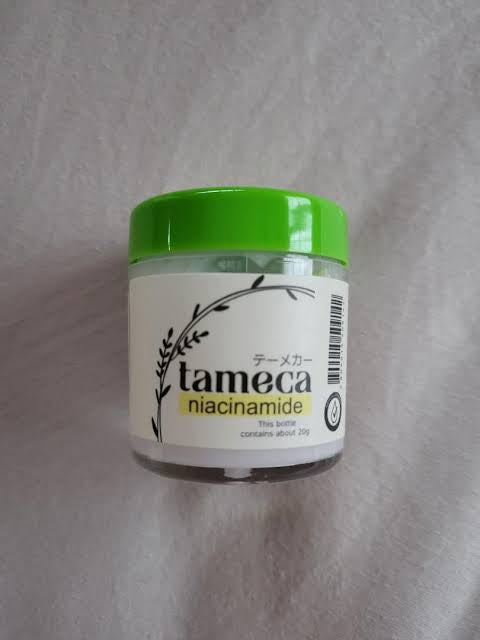 テーメカー
tameca
niacinamide
This bottle
contains about 20g